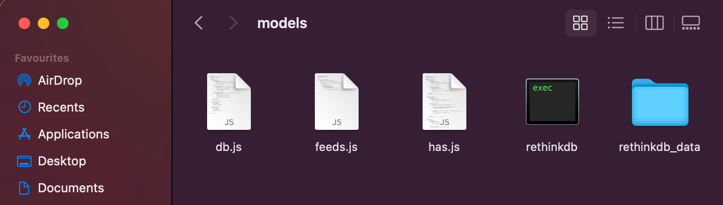 models
Favourites
AirDrop
Recents
Applications
Desktop
Documents
JS
JS
JS
exec
db.js
feeds.js
has.js
rethinkdb
rethinkdb_data